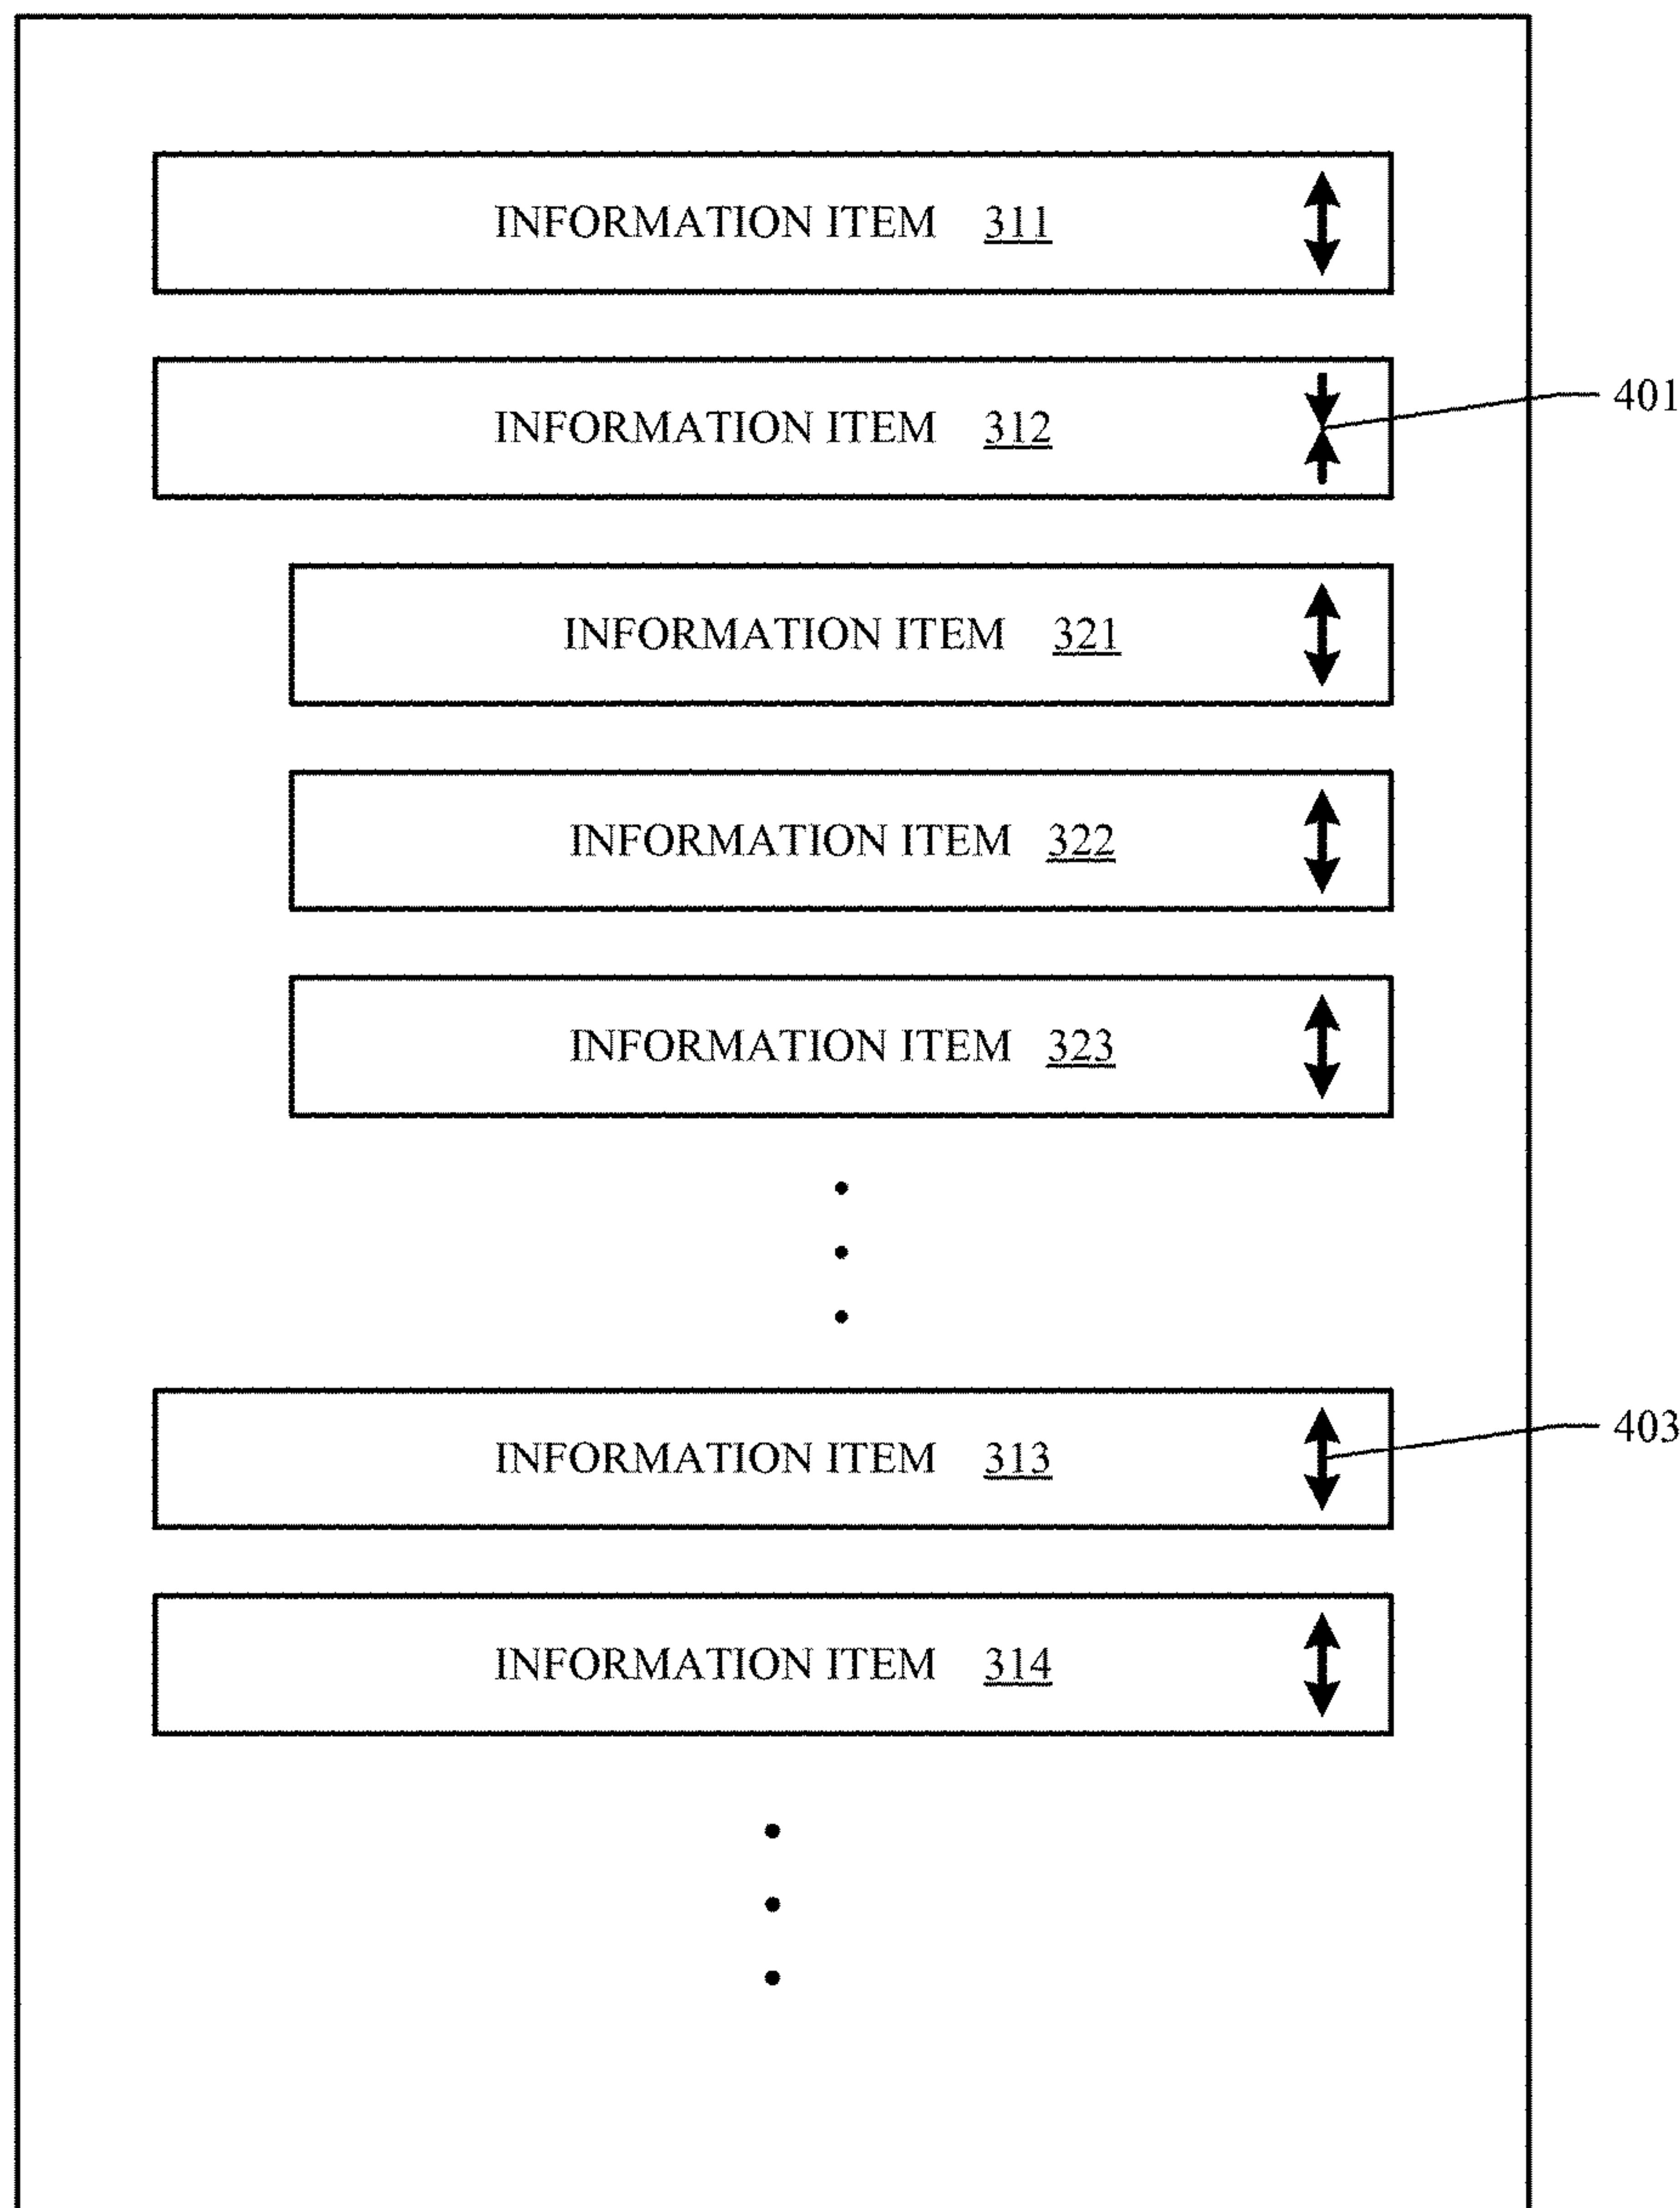 INFORMATION ITEM 311
INFORMATION ITEM 312
401
INFORMATION ITEM 321
INFORMATION ITEM 322
INFORMATION ITEM 323
INFORMATION ITEM 313
403
INFORMATION ITEM 314